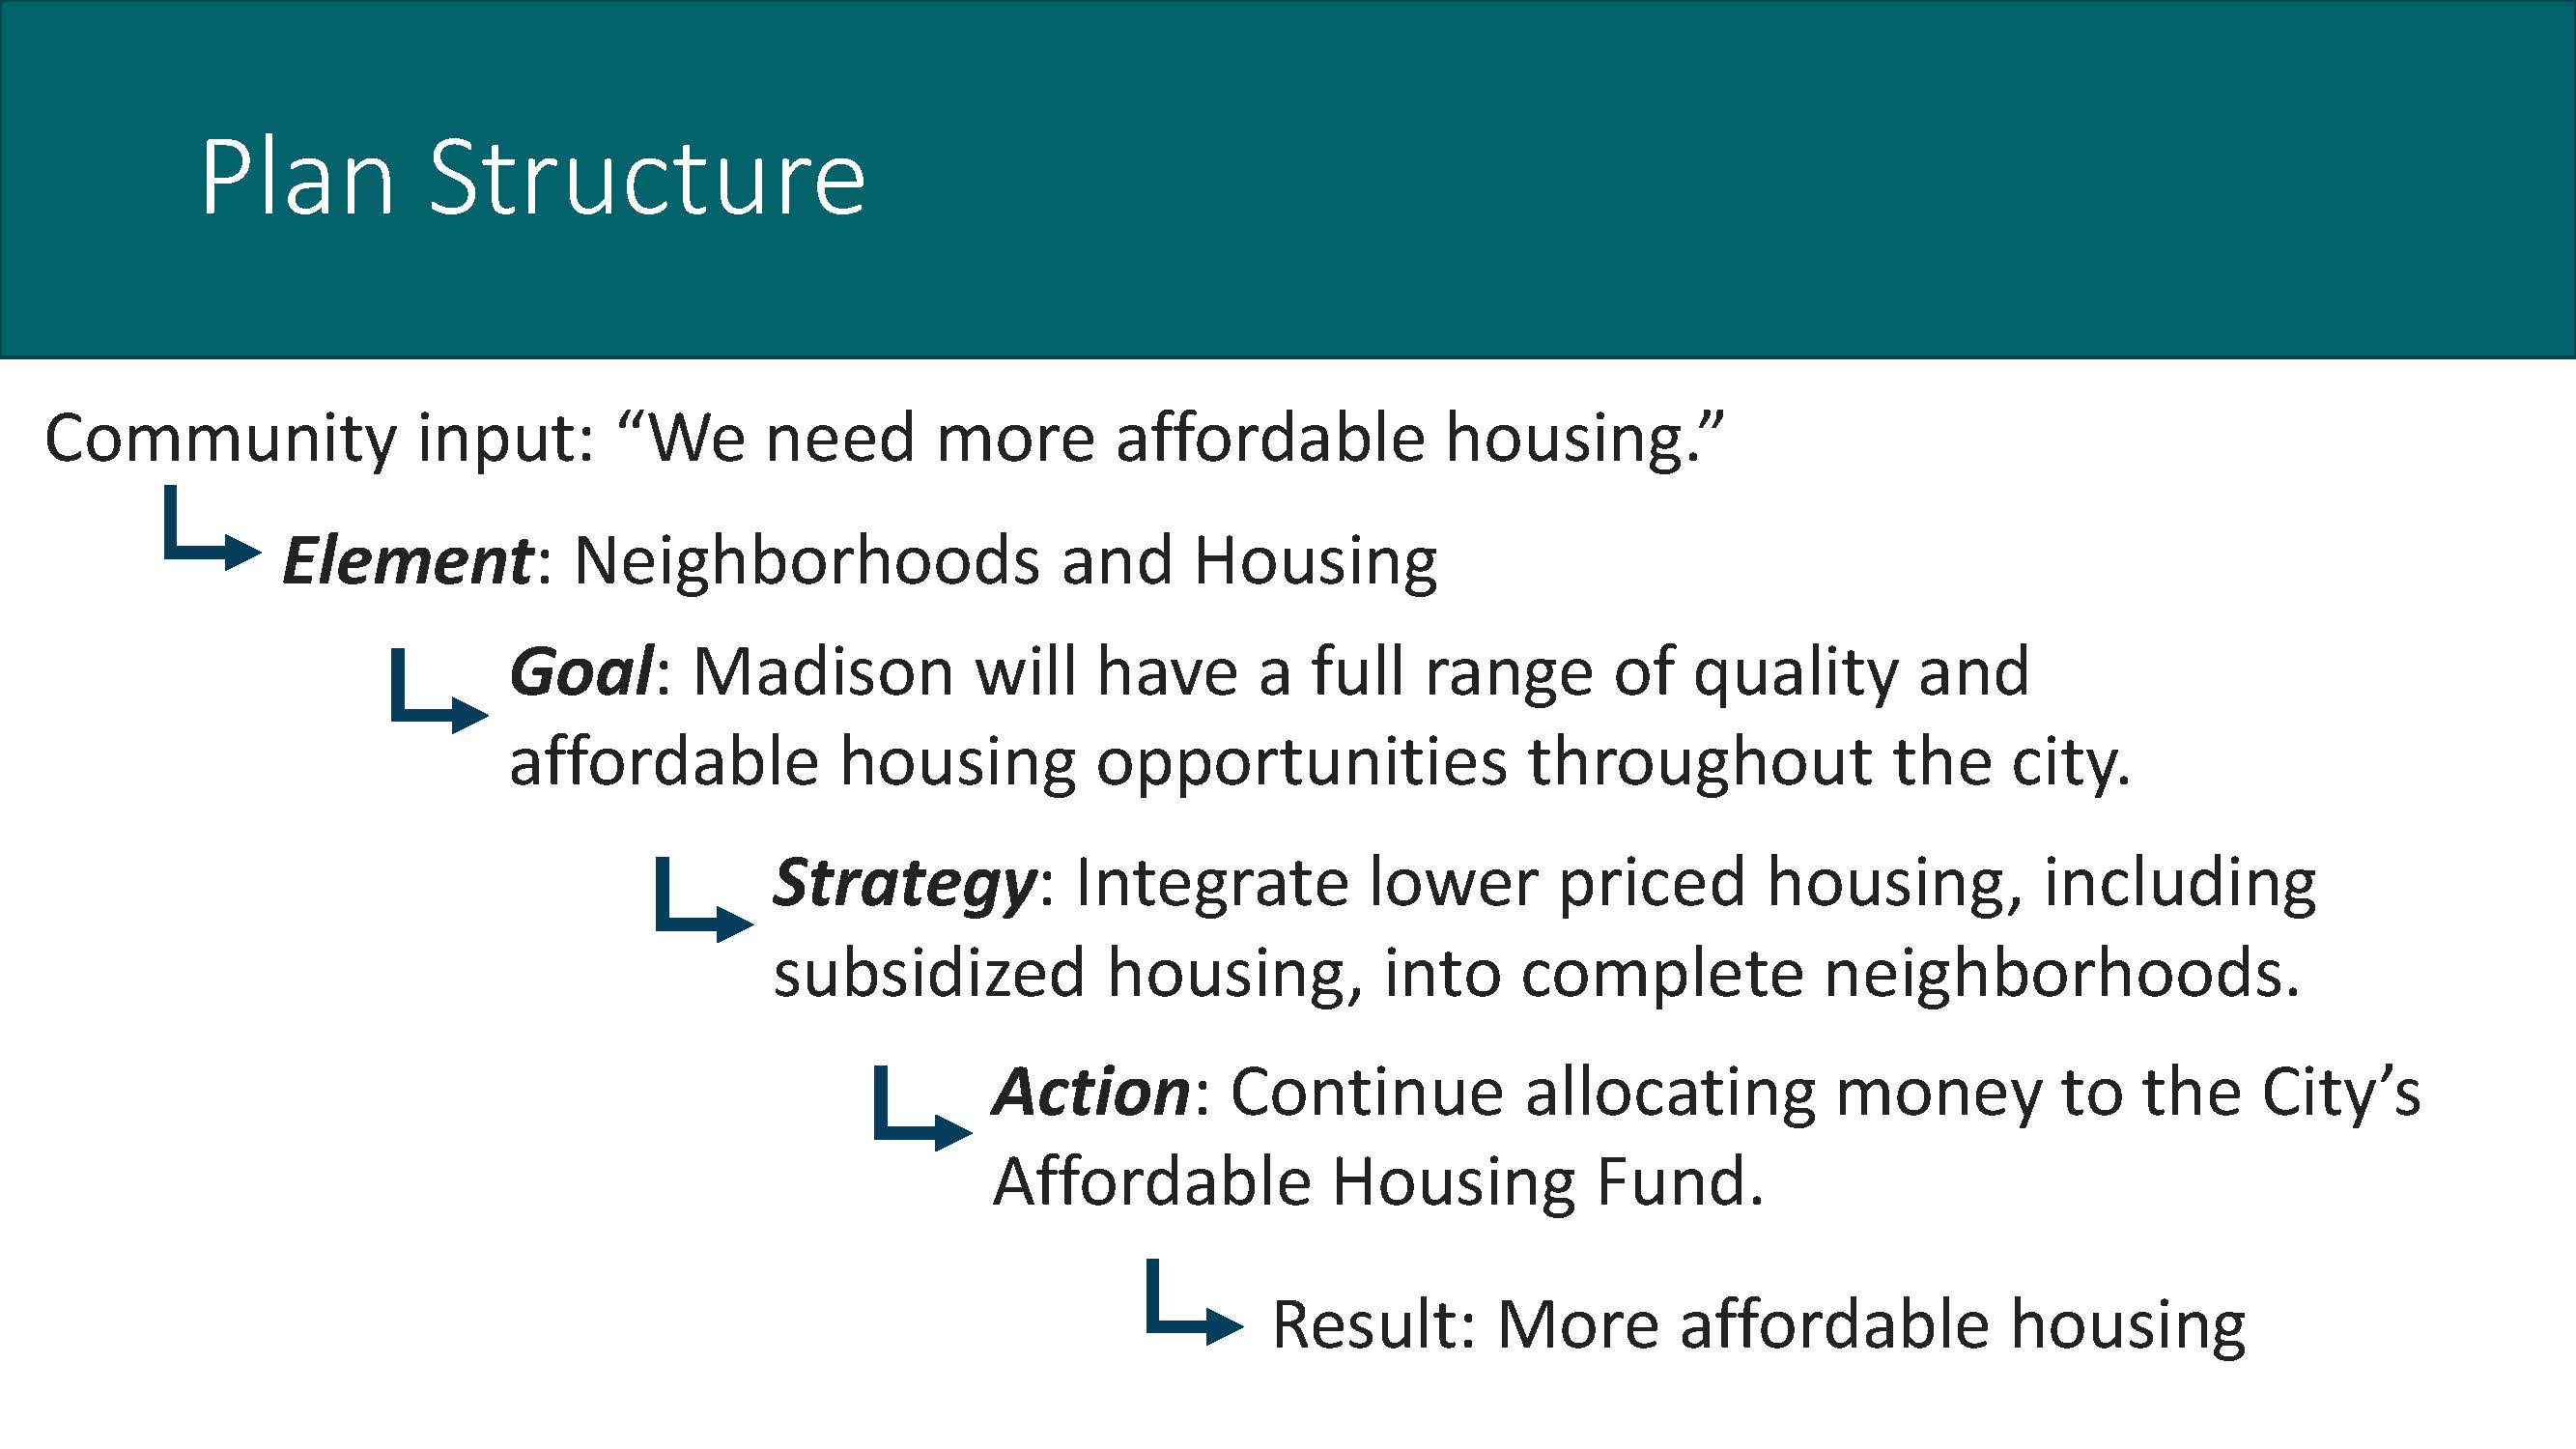 Plan Structure
Community input: “We need more affordable housing.”
Element: Neighborhoods and Housing
Goal: Madison will have a full range of quality and
affordable housing opportunities throughout the city.
Strategy: Integrate lower priced housing, including
subsidized housing, into complete neighborhoods.
Action: Continue allocating money to the City’s
Affordable Housing Fund.
Result: More affordable housing